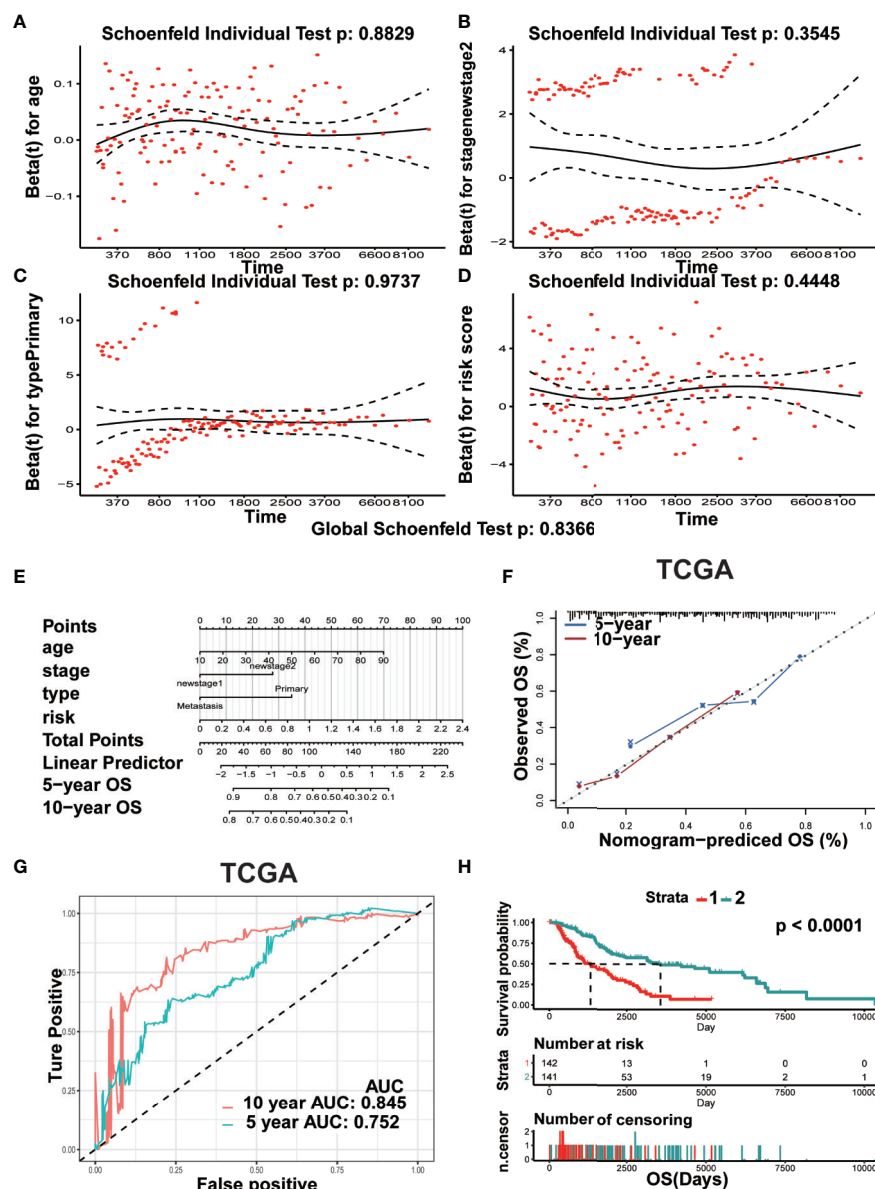 A
Schoenfeld Individual Test p: 0.8829
Beta(t) for age
0.1
0.0
−0.1
370 800 1100 1800 2500 3700 6600 8100
Time
B
Schoenfeld Individual Test p: 0.3545
Beta(t) for stagenewstage2
4
2
0
−2
370 800 1100 1800 2500 3700 6600 8100
Time
C
Schoenfeld Individual Test p: 0.9737
Beta(t) for typePrimary
10
5
0
−5
370 800 1100 1800 2500 3700 6600 8100
Time
D
Schoenfeld Individual Test p: 0.4448
Beta(t) for risk score
4
0
−4
370 800 1100 1800 2500 3700 6600 8100
Time
Global Schoenfeld Test p: 0.8366
E
Points
0 10 20 30 40 50 60 70 80 90 100
age
10 20 30 40 50 60 70 80 90
stage
newstage2
newstage1
type
Primary
Metastasis
risk
0 0.2 0.4 0.6 0.8 1 1.2 1.4 1.6 1.8 2 2.2 2.4
Total Points
0 20 40 60 80 100 140 180 220
Linear Predictor
−2 −1.5 −1 −0.5 0 0.5 1 1.5 2 2.5
5−year OS
0.9 0.8 0.7 0.6 0.5 0.4 0.3 0.2 0.1
10−year OS
0.8 0.7 0.6 0.5 0.4 0.3 0.2 0.1
F
TCGA
5−year
10−year
Observed OS (%)
1.0
0.8
0.6
0.4
0.2
0.0
0.0 0.2 0.4 0.6 0.8 1.0
Nomogram−prediced OS (%)
G
TCGA
Ture Positive
1.00
0.75
0.50
0.25
0.00
AUC
10 year AUC: 0.845
5 year AUC: 0.752
0.00 0.25 0.50 0.75 1.00
False positive
H
Strata 1 2
p < 0.0001
Survival probability
1.00
0.75
0.50
0.25
0.00
0 2500 5000 7500 10000
Day
Number at risk
Strata
1 142 13 1 0 0
2 141 53 19 2 1
0 2500 5000 7500 10000
Day
Number of censoring
n.censor
2
1
0
0 2500 5000 7500 10000
OS(Days)